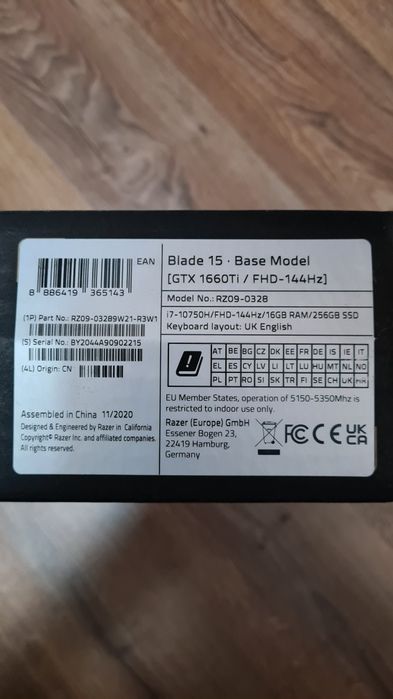 EAN
8 886419 365143
(1P) Part No.: RZ09-03289W21-R3W1
(S) Serial No.: BY2044A90902215
(4L) Origin: CN
Assembled in China 11/2020
Designed & Engineered by Razer in California
Copyright© Razer Inc. and affiliated companies.
All rights reserved.
Blade 15 · Base Model
[GTX 1660Ti / FHD-144Hz]
Model No.: RZ09-0328
i7-10750H/FHD-144Hz/16GB RAM/256GB SSD
Keyboard layout: UK English
AT BE BG CZ DK EE FR DE IS IE IT
EL ES CY LV LI LT LU HU MT NL NO
PL PT RO SI SK TR FI SE CH UK
EU Member States, operation of 5150-5350Mhz is
restricted to indoor use only.
Razer (Europe) GmbH
Essener Bogen 23,
22419 Hamburg,
Germany
FC CE UK
CA